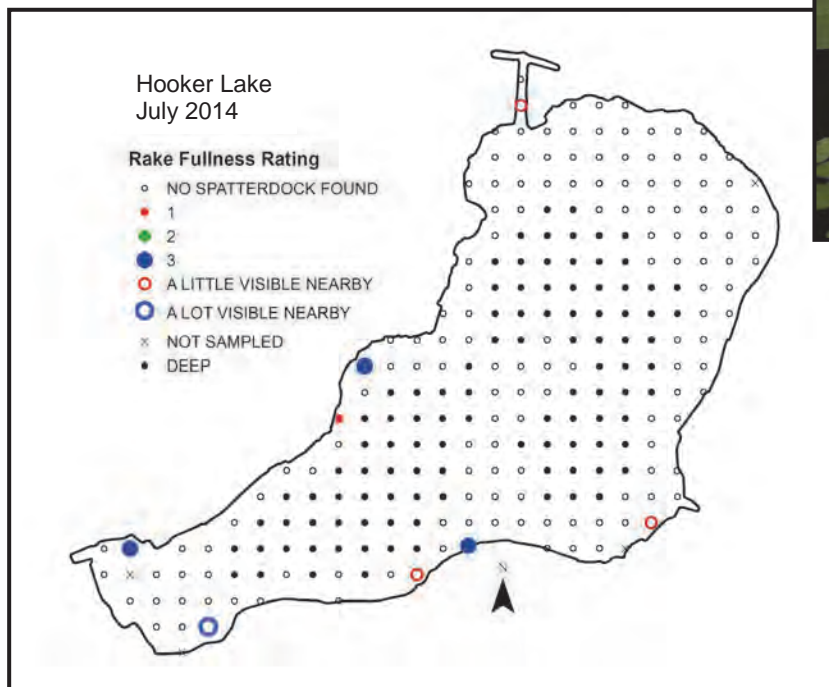 Hooker Lake
July 2014
Rake Fullness Rating
NO SPATTERDOCK FOUND
1
2
3
A LITTLE VISIBLE NEARBY
A LOT VISIBLE NEARBY
NOT SAMPLED
DEEP